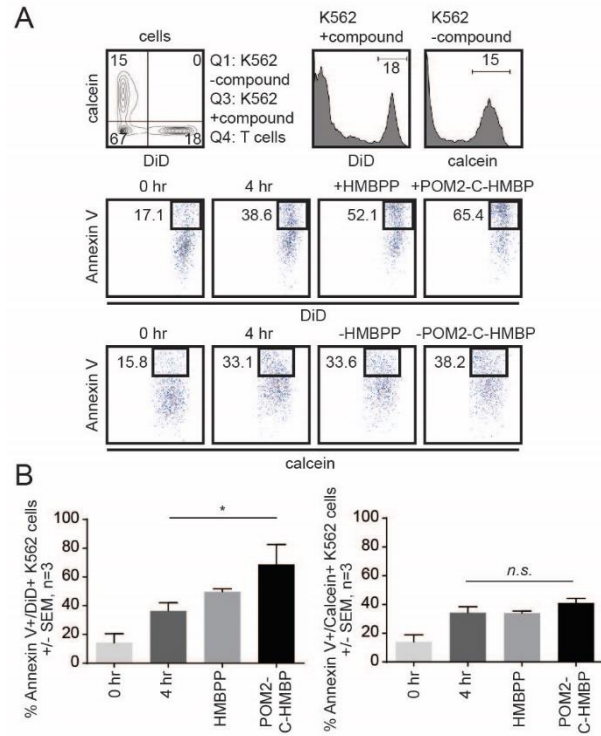 A
cells
15
0
67
18
calcein
DiD
Q1: K562
-compound
Q3: K562
+compound
Q4: T cells
K562
+compound
18
DiD
K562
-compound
15
calcein
0 hr
4 hr
+HMBPP
+POM2-C-HMBP
Annexin V
17.1
38.6
52.1
65.4
DiD
0 hr
4 hr
-HMBPP
-POM2-C-HMBP
Annexin V
15.8
33.1
33.6
38.2
calcein
B
% Annexin V+/DiD+ K562 cells
+/- SEM, n=3
100
80
60
40
20
0
*
0 hr
4 hr
HMBPP
POM2-
C-HMBP
% Annexin V+/Calcein+ K562 cells
+/- SEM, n=3
100
80
60
40
20
0
n.s.
0 hr
4 hr
HMBPP
POM2-
C-HMBP